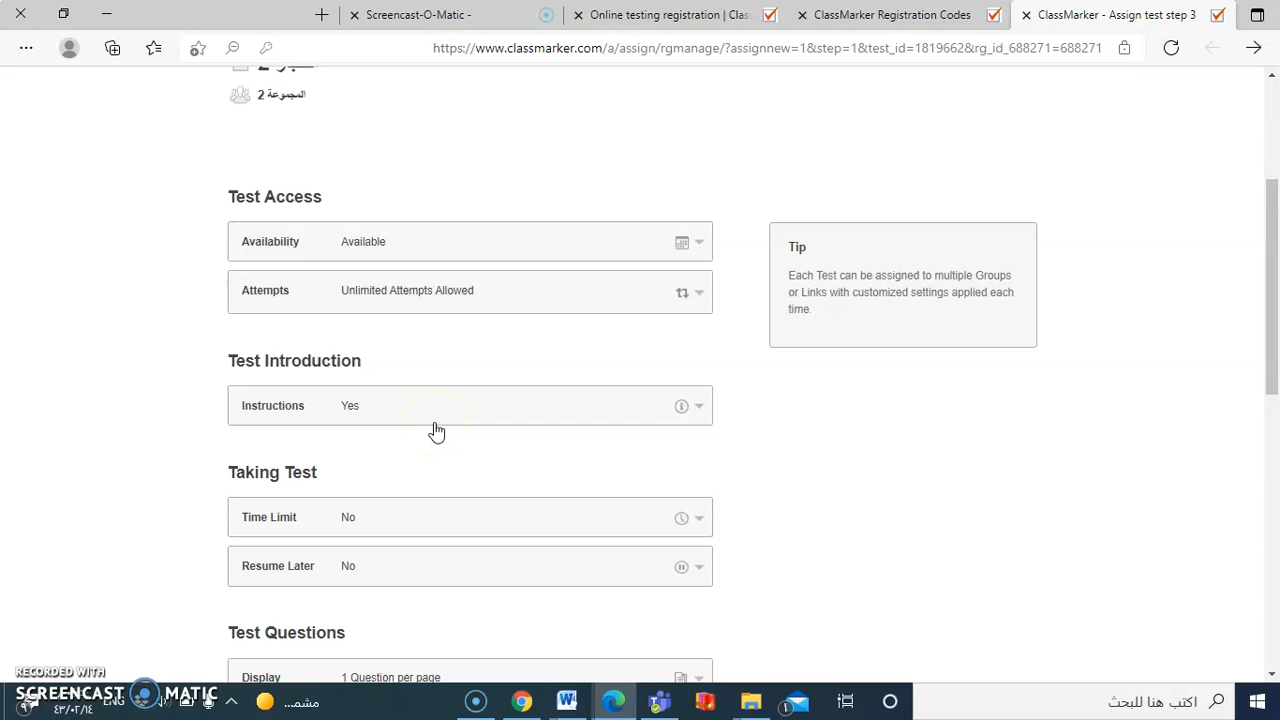 Screencast-O-Matic -
Online testing registration | Clas
ClassMarker Registration Codes
ClassMarker - Assign test step 3
https://www.classmarker.com/a/assign/rgmanage/?assignnew=1&step=1&test_id=1819662&rg_id_688271=688271
المجموعة 2
Test Access
Availability Available
Attempts Unlimited Attempts Allowed
Tip
Each Test can be assigned to multiple Groups
or Links with customized settings applied each
time.
Test Introduction
Instructions Yes
Taking Test
Time Limit No
Resume Later No
Test Questions
Display 1 Question per page
RECORDED WITH
SCREENCAST MATIC
ENG
٤٣/٠٢/١٤
مشمـ...
اكتب هنا للبحث